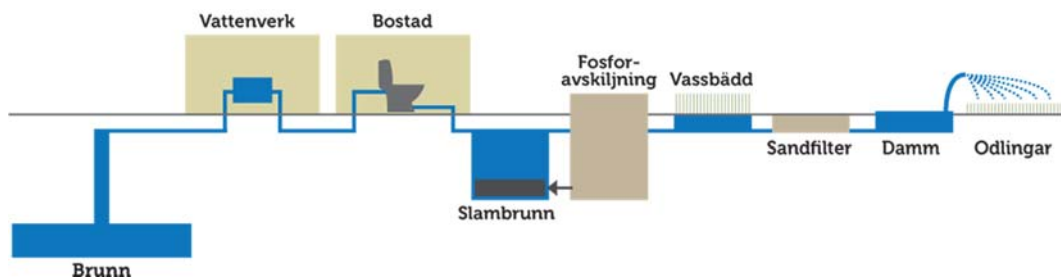 Vattenverk
Bostad
Fosfor-
avskiljning
Vassbädd
Sandfilter
Damm
Odlingar
Slambrunn
Brunn